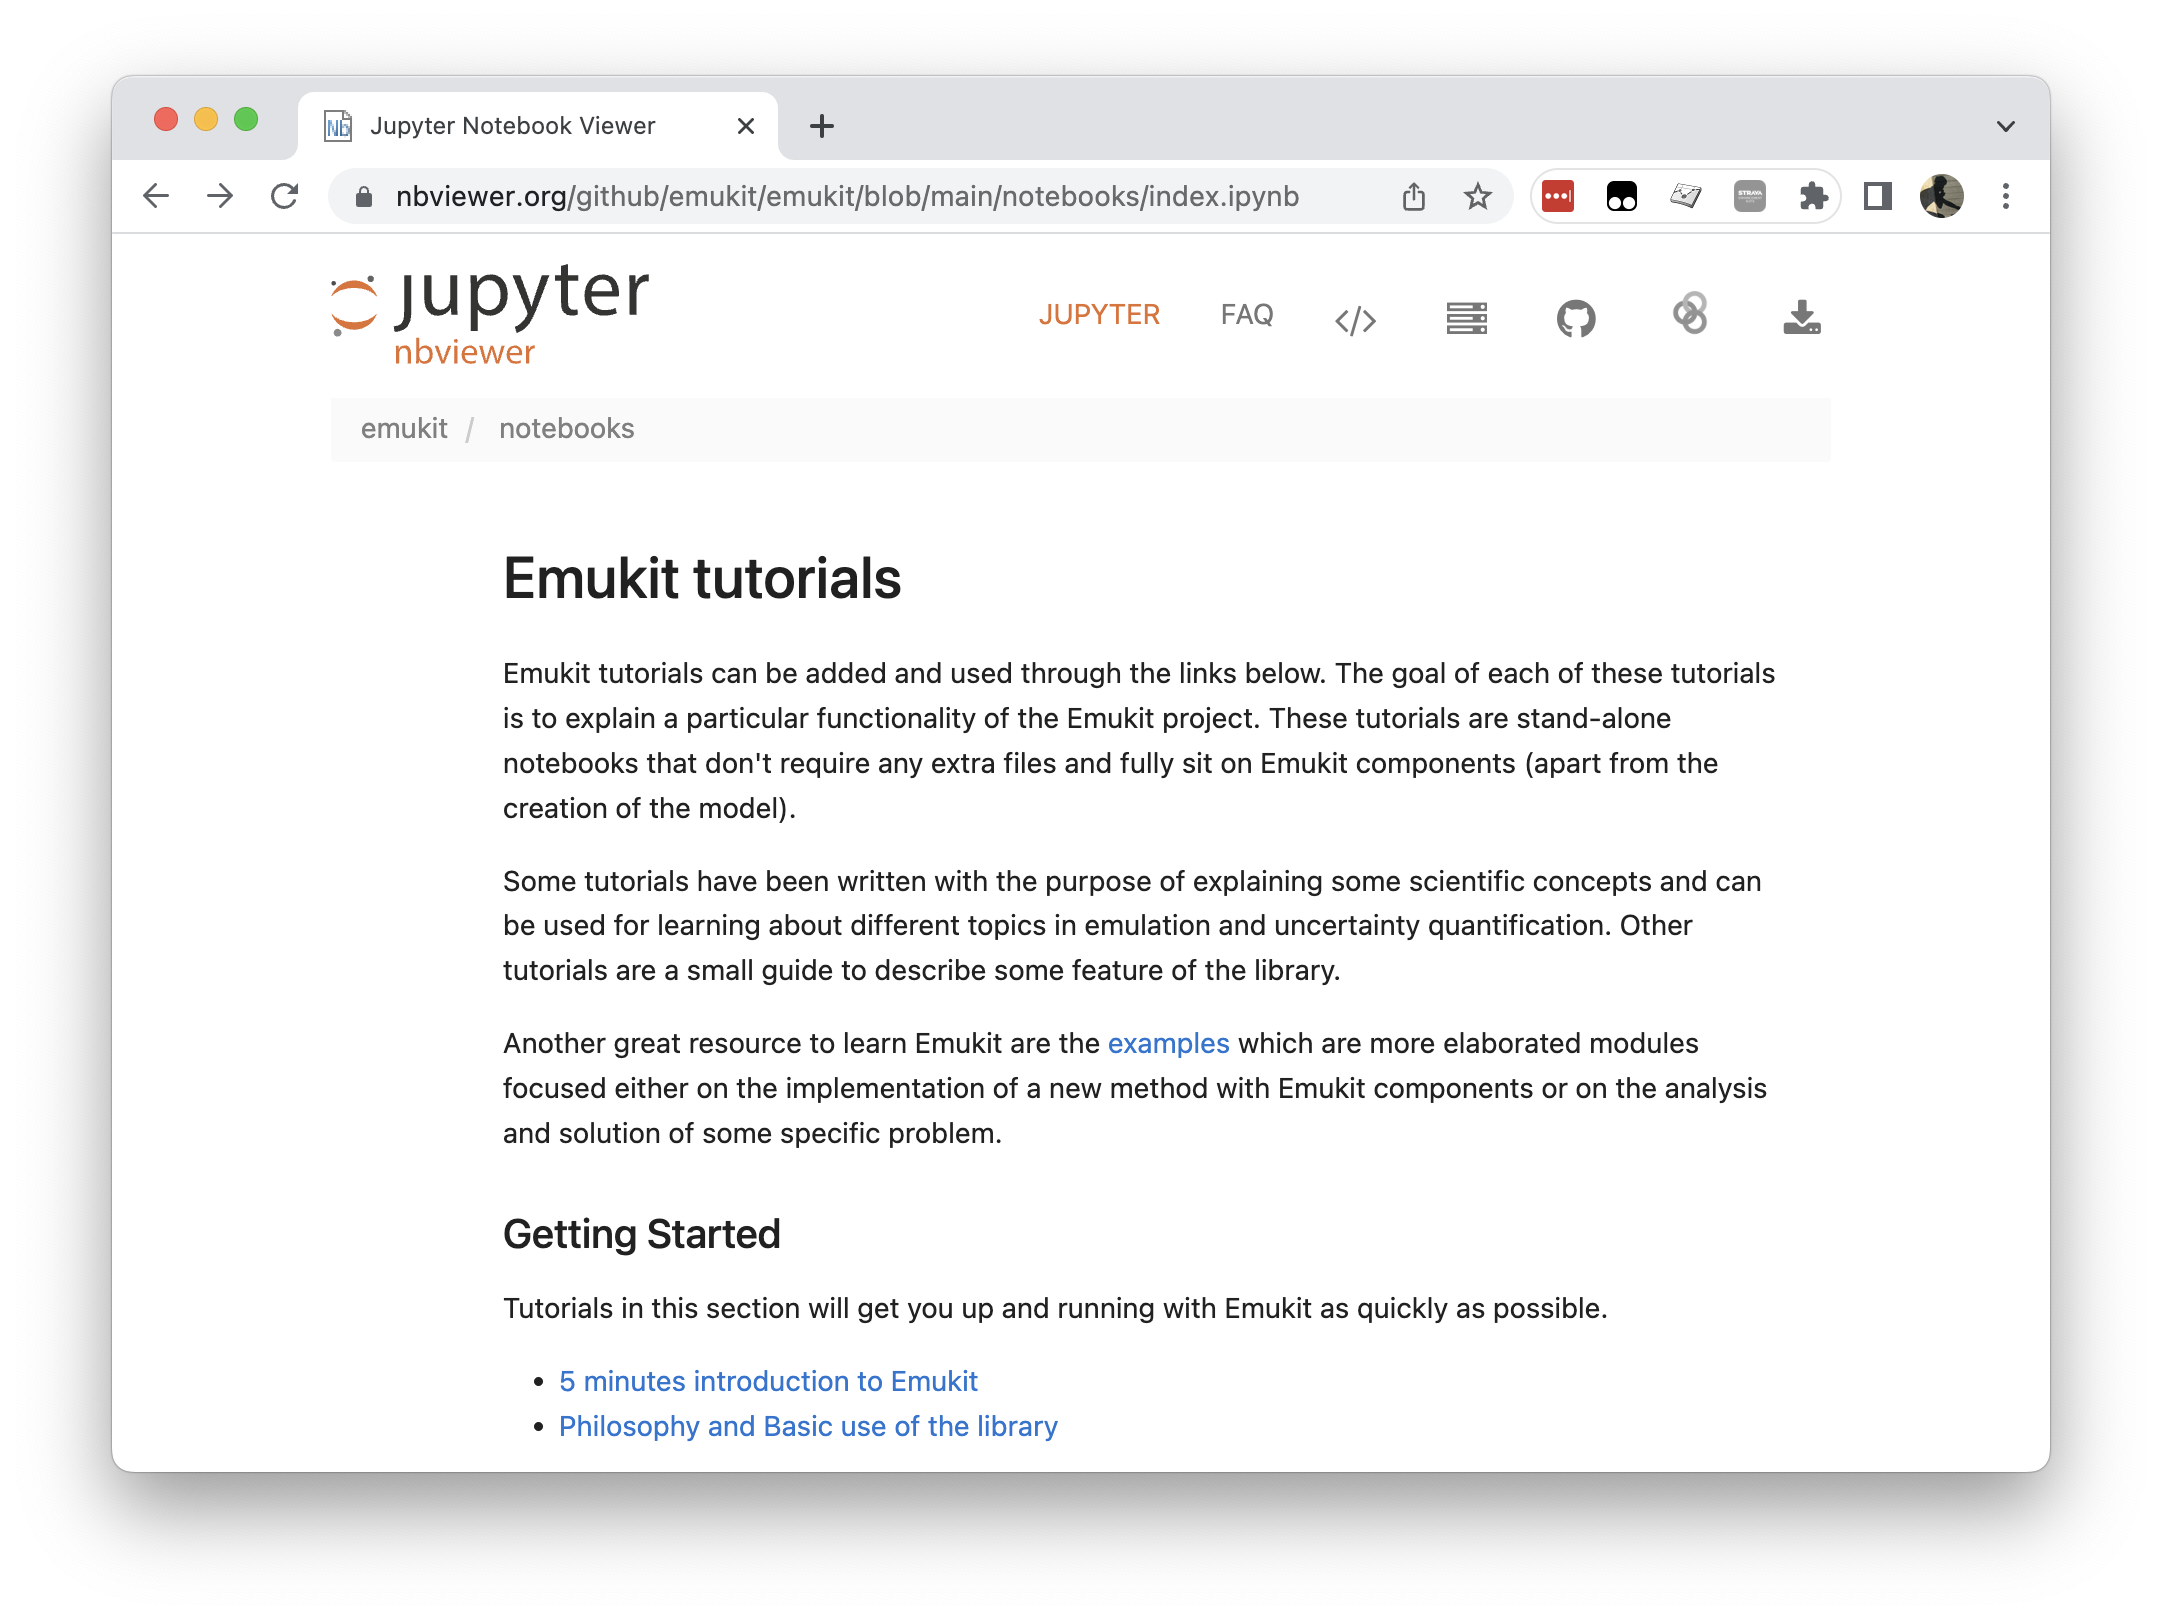 Jupyter Notebook Viewer
nbviewer.org/github/emukit/emukit/blob/main/notebooks/index.ipynb
STRAVA
jupyter
nbviewer
JUPYTER FAQ </>
emukit / notebooks
Emukit tutorials
Emukit tutorials can be added and used through the links below. The goal of each of these tutorials
is to explain a particular functionality of the Emukit project. These tutorials are stand-alone
notebooks that don't require any extra files and fully sit on Emukit components (apart from the
creation of the model).
Some tutorials have been written with the purpose of explaining some scientific concepts and can
be used for learning about different topics in emulation and uncertainty quantification. Other
tutorials are a small guide to describe some feature of the library.
Another great resource to learn Emukit are the examples which are more elaborated modules
focused either on the implementation of a new method with Emukit components or on the analysis
and solution of some specific problem.
Getting Started
Tutorials in this section will get you up and running with Emukit as quickly as possible.
• 5 minutes introduction to Emukit
• Philosophy and Basic use of the library